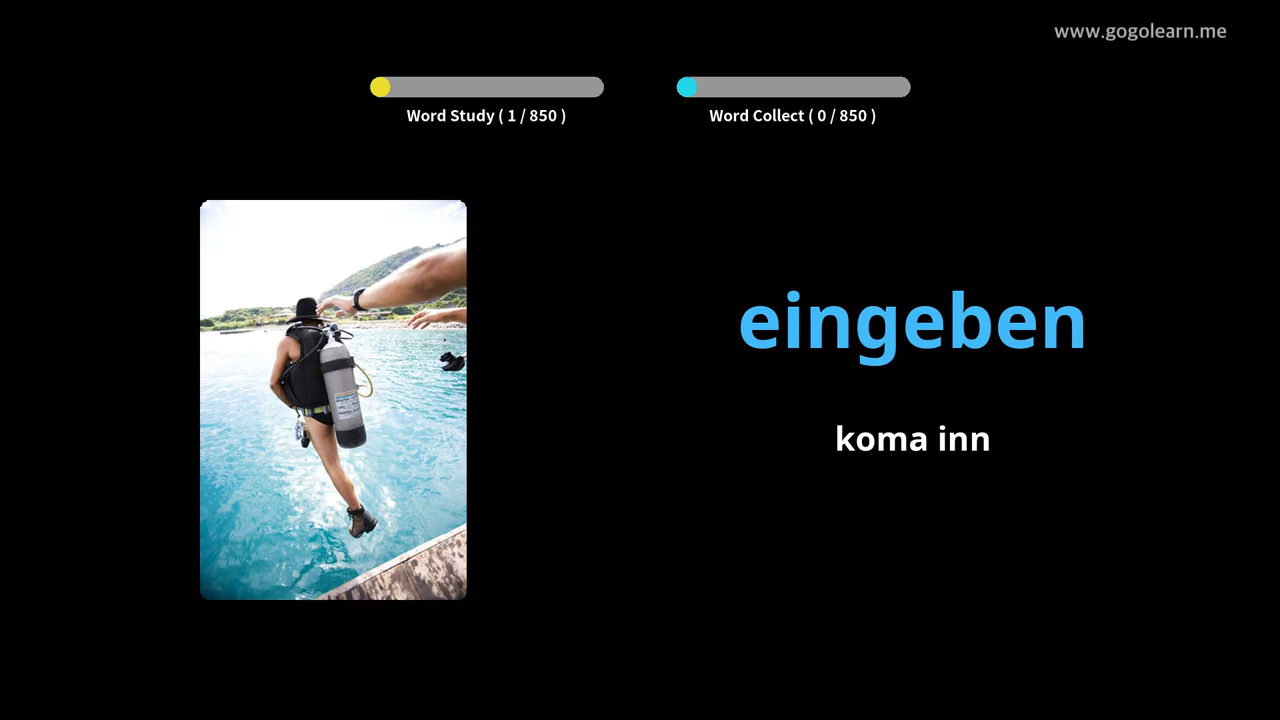 www.gogolearn.me
Word Study ( 1 / 850 )
Word Collect ( 0 / 850 )
eingeben
koma inn